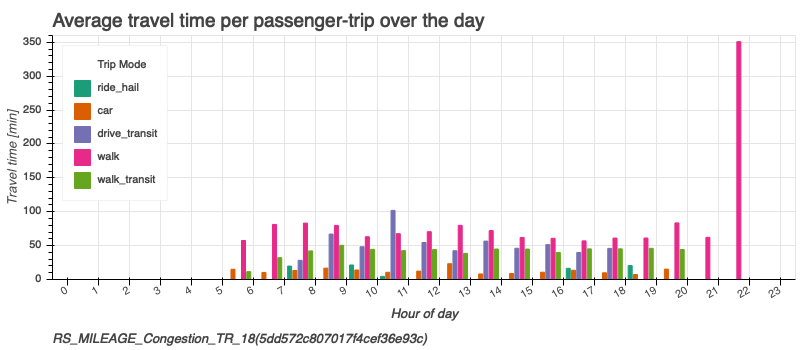 Average travel time per passenger-trip over the day
Travel time [min]
350
300
250
200
150
100
50
0
Trip Mode
ride_hail
car
drive_transit
walk
walk_transit
0 1 2 3 4 5 6 7 8 9 10 11 12 13 14 15 16 17 18 19 20 21 22 23
Hour of day
RS_MILEAGE_Congestion_TR_18(5dd572c807017f4cef36e93c)